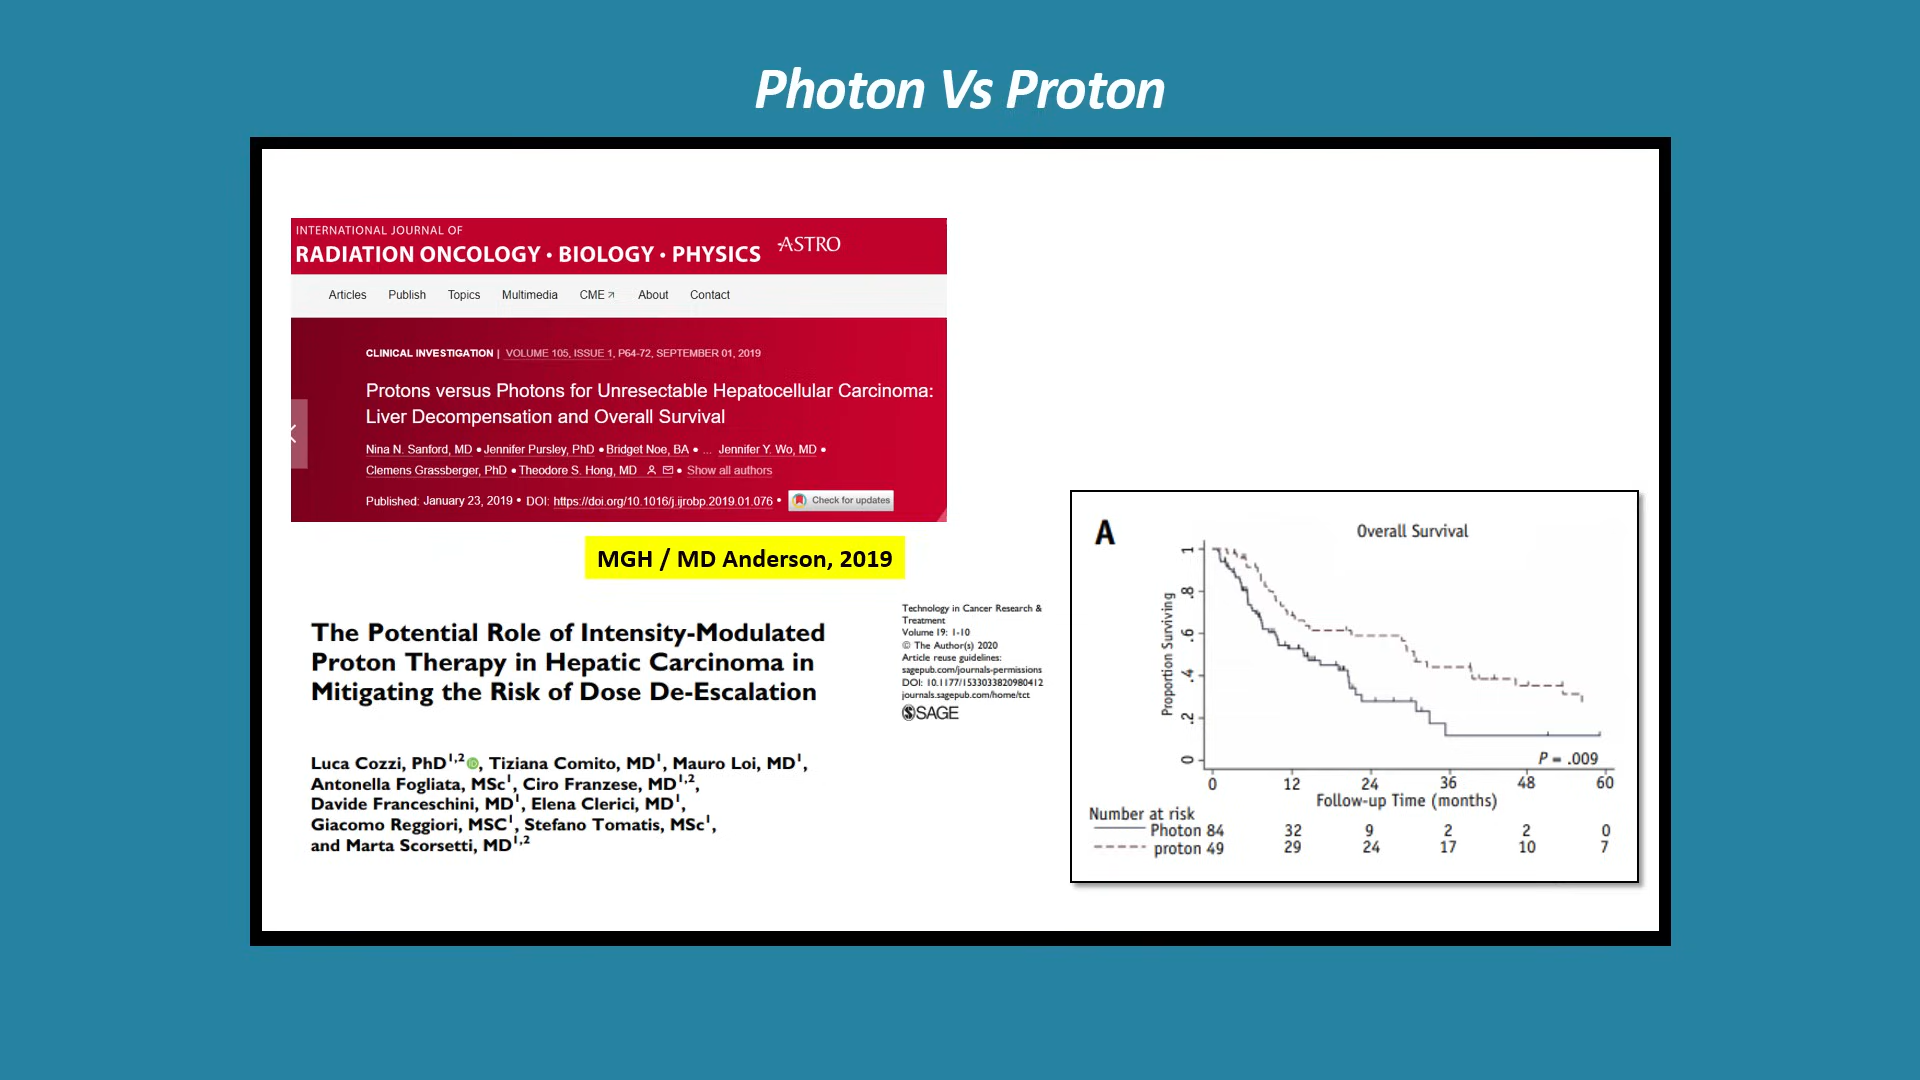 Photon Vs Proton
INTERNATIONAL JOURNAL OF
RADIATION ONCOLOGY • BIOLOGY • PHYSICS
ASTRO
Articles Publish Topics Multimedia CME About Contact
CLINICAL INVESTIGATION | VOLUME 105, ISSUE 1, P64-72, SEPTEMBER 01, 2019
Protons versus Photons for Unresectable Hepatocellular Carcinoma:
Liver Decompensation and Overall Survival
Nina N. Sanford, MD • Jennifer Pursley, PhD • Bridget Noe, BA • ... Jennifer Y. Wo, MD •
Clemens Grassberger, PhD • Theodore S. Hong, MD • Show all authors
Published: January 23, 2019 • DOI: https://doi.org/10.1016/j.ijrobp.2019.01.076 • Check for updates
MGH / MD Anderson, 2019
The Potential Role of Intensity-Modulated
Proton Therapy in Hepatic Carcinoma in
Mitigating the Risk of Dose De-Escalation
Technology in Cancer Research &
Treatment
Volume 19: 1-10
© The Author(s) 2020
Article reuse guidelines:
sagepub.com/journals-permissions
DOI: 10.1177/1533033820980412
journals.sagepub.com/home/tct
SAGE
Luca Cozzi, PhD1,2 iD, Tiziana Comito, MD1, Mauro Loi, MD1,
Antonella Fogliata, MSc1, Ciro Franzese, MD1,2,
Davide Franceschini, MD1, Elena Clerici, MD1,
Giacomo Reggiori, MSC1, Stefano Tomatis, MSc1,
and Marta Scorsetti, MD1,2
A
Overall Survival
Proportion Surviving
1
.8
.6
.4
.2
0
P = .009
0 12 24 36 48 60
Follow-up Time (months)
Number at risk
Photon 84 32 9 2 2 0
proton 49 29 24 17 10 7